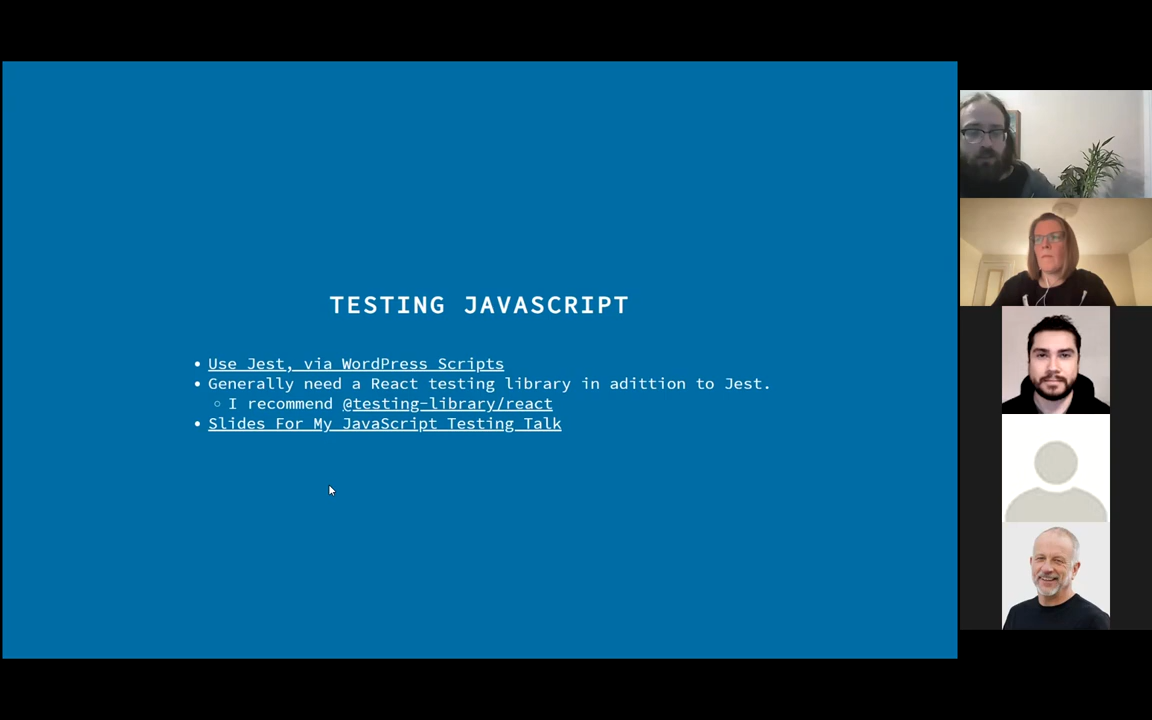 TESTING JAVASCRIPT
Use Jest, via WordPress Scripts
Generally need a React testing library in adittion to Jest.
I recommend @testing-library/react
Slides For My JavaScript Testing Talk